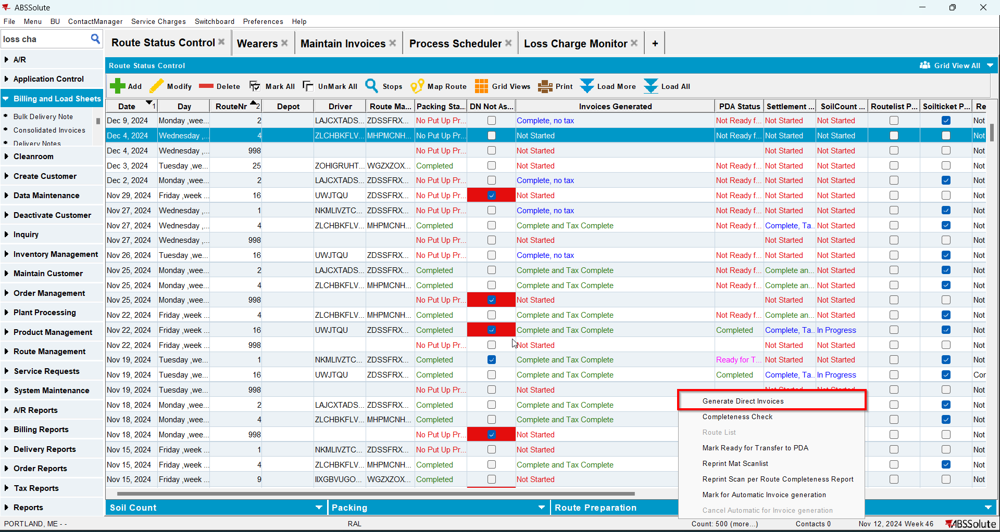 ABSSolute
File Menu BU ContactManager Service Charges Switchboard Preferences Help
loss cha
Route Status Control Wearers Maintain Invoices Process Scheduler Loss Charge Monitor +
A/R
Application Control
Billing and Load Sheets
Bulk Delivery Note
Consolidated Invoices
Delivery Notes
Cleanroom
Create Customer
Data Maintenance
Deactivate Customer
Inquiry
Inventory Management
Maintain Customer
Order Management
Plant Processing
Product Management
Route Management
Service Requests
System Maintenance
A/R Reports
Billing Reports
Delivery Reports
Order Reports
Tax Reports
Reports
Route Status Control Grid View All
Add Modify Delete Mark All UnMark All Stops Map Route Grid Views Print Load More Load All
Date 1 Day RouteNr 2 Depot Driver Route Ma... Packing Sta... DN Not As... Invoices Generated PDA Status Settlement ... SoilCount ... Routelist P... Soilticket P... Re
Dec 9, 2024 Monday ,wee... 2 LAJCXTADS... ZDSSFRX... No Put Up Pr... Complete, no tax Not Ready f... Not Started Not Started Not
Dec 4, 2024 Wednesday ,... 4 ZLCHBKFLV... MHPMCNH... No Put Up Pr... Not Started Not Ready f... Not Started Not Started Not
Dec 4, 2024 Wednesday ,... 998 No Put Up Pr... Not Started Not Started Not Started Not
Dec 3, 2024 Tuesday ,we... 25 ZOHIGRUHT... WGZXZOX... Completed Not Started Not Ready f... Not Started Not Started Not
Dec 2, 2024 Monday ,wee... 2 LAJCXTADS... ZDSSFRX... No Put Up Pr... Complete, no tax Not Ready f... Not Started Not Started Not
Nov 29, 2024 Friday ,week ... 16 UWJTQU ZDSSFRX... No Put Up Pr... Not Started Not Ready f... Not Started Not Started Not
Nov 27, 2024 Wednesday ,... 1 NKMLIVZTC... ZDSSFRX... No Put Up Pr... Complete, no tax Not Ready f... Not Started Not Started Not
Nov 27, 2024 Wednesday ,... 4 ZLCHBKFLV... MHPMCNH... Completed Complete and Tax Complete Not Ready f... Complete, Ta... Not Started Not
Nov 27, 2024 Wednesday ,... 998 No Put Up Pr... Not Started Not Started Not Started Not
Nov 26, 2024 Tuesday ,we... 16 UWJTQU ZDSSFRX... No Put Up Pr... Complete, no tax Not Ready f... Not Started Not Started Not
Nov 25, 2024 Monday ,wee... 2 LAJCXTADS... ZDSSFRX... Completed Complete and Tax Complete Not Ready f... Complete an... Not Started Not
Nov 25, 2024 Monday ,wee... 4 ZLCHBKFLV... MHPMCNH... Completed Complete and Tax Complete Not Ready f... Complete an... Not Started Not
Nov 25, 2024 Monday ,wee... 998 No Put Up Pr... Not Started Not Started Not Started Not
Nov 22, 2024 Friday ,week ... 4 ZLCHBKFLV... MHPMCNH... Completed Complete and Tax Complete Not Ready f... Complete an... Not Started Not
Nov 22, 2024 Friday ,week ... 16 UWJTQU ZDSSFRX... Completed Complete and Tax Complete Completed Complete, Ta... In Progress Not
Nov 22, 2024 Friday ,week ... 998 No Put Up Pr... Not Started Not Started Not Started Not
Nov 19, 2024 Tuesday ,we... 1 NKMLIVZTC... ZDSSFRX... Completed Complete and Tax Complete Ready for T... Not Started Not Started Not
Nov 19, 2024 Tuesday ,we... 16 UWJTQU ZDSSFRX... Completed Complete and Tax Complete Completed Complete, Ta... In Progress Cor
Nov 19, 2024 Tuesday ,we... 998 No Put Up Pr... Not Started Not Started Not Started Not
Nov 18, 2024 Monday ,wee... 2 LAJCXTADS... ZDSSFRX... Completed Complete and Tax Complete Not
Nov 18, 2024 Monday ,wee... 4 ZLCHBKFLV... MHPMCNH... Completed Complete and Tax Complete Not
Nov 18, 2024 Monday ,wee... 998 No Put Up Pr... Not Started Not
Nov 15, 2024 Friday ,week ... 1 NKMLIVZTC... ZDSSFRX... No Put Up Pr... Not Started Not
Nov 15, 2024 Friday ,week ... 4 ZLCHBKFLV... MHPMCNH... Completed Complete and Tax Complete Not
Nov 15, 2024 Friday ,week ... 9 IIXGBVUGO... WGZXZOX... Completed Not Started Not
Generate Direct Invoices
Completeness Check
Route List
Mark Ready for Transfer to PDA
Reprint Mat Scanlist
Reprint Scan per Route Completeness Report
Mark for Automatic Invoice generation
Cancel Automatic for Invoice generation
Soil Count Packing Route Preparation
PORTLAND, ME - - RAL Count: 500 (more...) Contacts 0 Nov 12, 2024 Week 46 ABSSolute